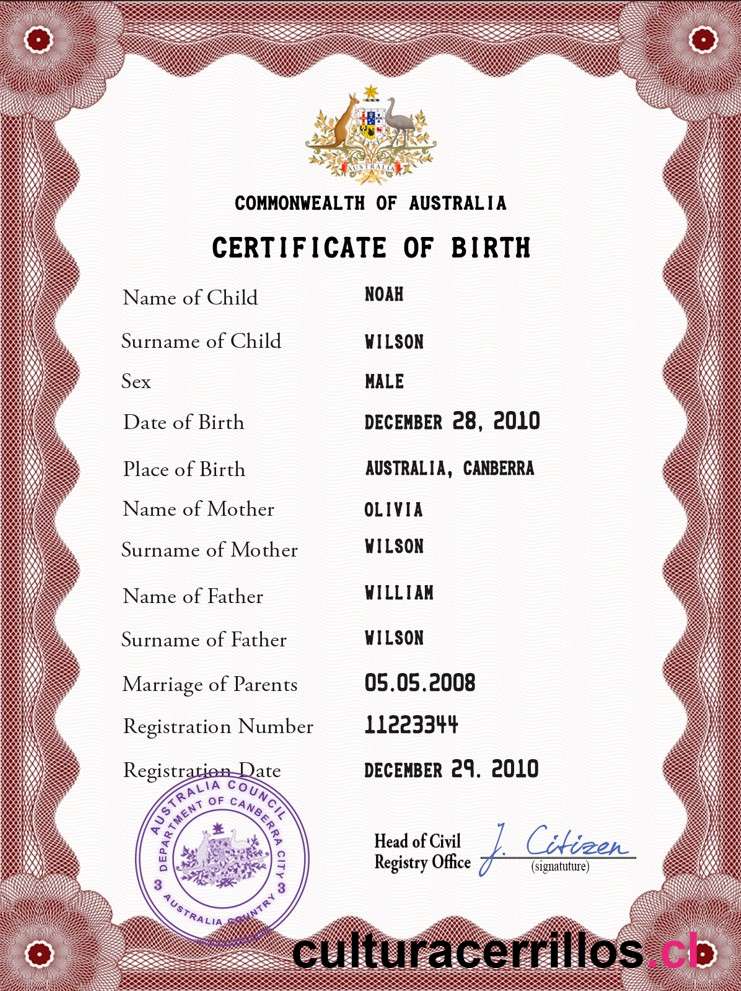 AUSTRALIA
COMMONWEALTH OF AUSTRALIA
CERTIFICATE OF BIRTH
Name of Child NOAH
Surname of Child WILSON
Sex MALE
Date of Birth DECEMBER 28, 2010
Place of Birth AUSTRALIA, CANBERRA
Name of Mother OLIVIA
Surname of Mother WILSON
Name of Father WILLIAM
Surname of Father WILSON
Marriage of Parents 05.05.2008
Registration Number 11223344
Registration Date DECEMBER 29. 2010
AUSTRALIA COUNCIL
DEPARTMENT OF CANBERRA CITY
3 3
AUSTRALIA COUNTRY
Head of Civil
Registry Office
J. Citizen
(signatuture)
culturacerrillos.cl